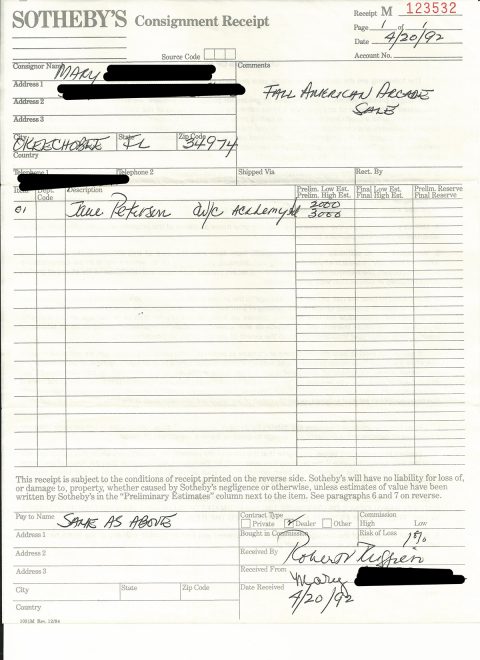 SOTHEBY'S Consignment Receipt
Receipt M 123532
Page 1 of 1
Date 4/20/92
Source Code
Account No.
Consignor Name MARY
Comments
Address 1
FALL AMERICAN ARCADE
SALE
Address 2
Address 3
City State Zip Code
OKEECHOBEE FL 34974
Country
Telephone 1 Telephone 2 Shipped Via Rect. By
Item Dept. Code Description Prelim. Low Est. Prelim. High Est. Final Low Est. Final High Est. Prelim. Reserve Final Reserve
01 Jane Petersen w/c Academy 2000
3000
This receipt is subject to the conditions of receipt printed on the reverse side. Sotheby's will have no liability for loss of,
or damage to, property, whether caused by Sotheby's negligence or otherwise, unless estimates of value have been
written by Sotheby's in the "Preliminary Estimates" column next to the item. See paragraphs 6 and 7 on reverse.
Pay to Name SAME AS ABOVE
Contract Type
Private Dealer Other
Commission
High Low
Address 1
Bought in Commission
Risk of Loss 1%
Address 2
Received By Robert
Address 3
Received From Mary
City State Zip Code
Date Received 4/20/92
Country